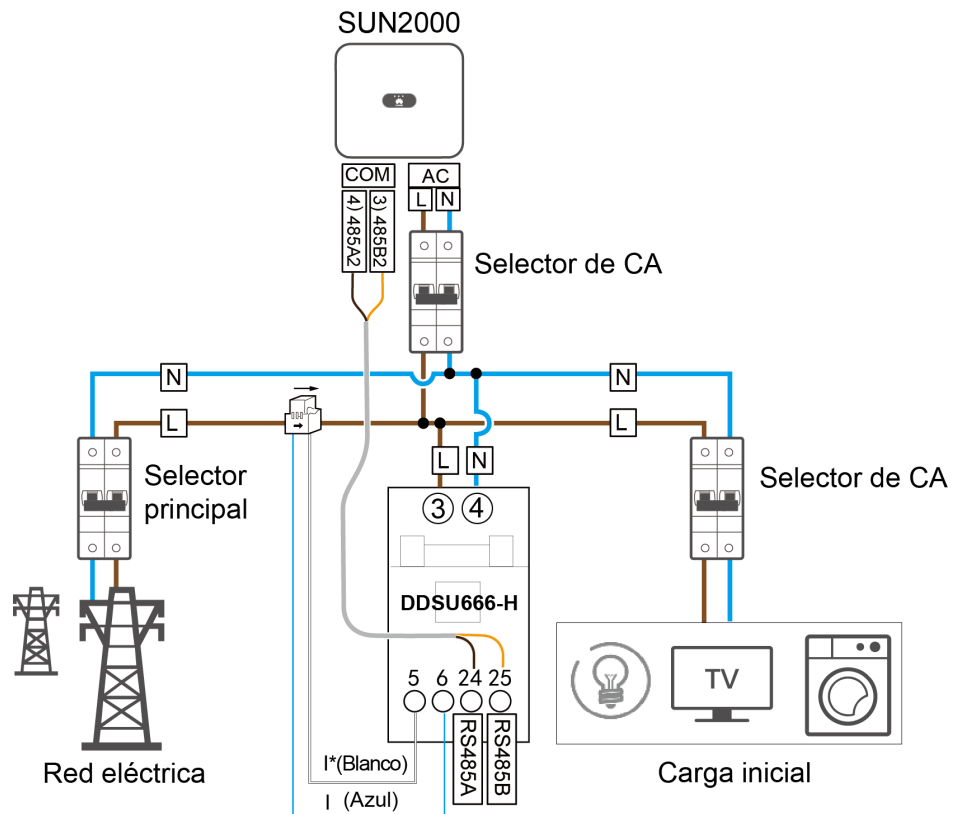 SUN2000
COM
AC
4) 485A2
3) 485B2
L
N
Selector de CA
N
N
L
L
L
N
Selector
principal
Selector de CA
3
4
DDSU666-H
5
6
24
25
TV
RS485A
RS485B
I*(Blanco)
I (Azul)
Red eléctrica
Carga inicial